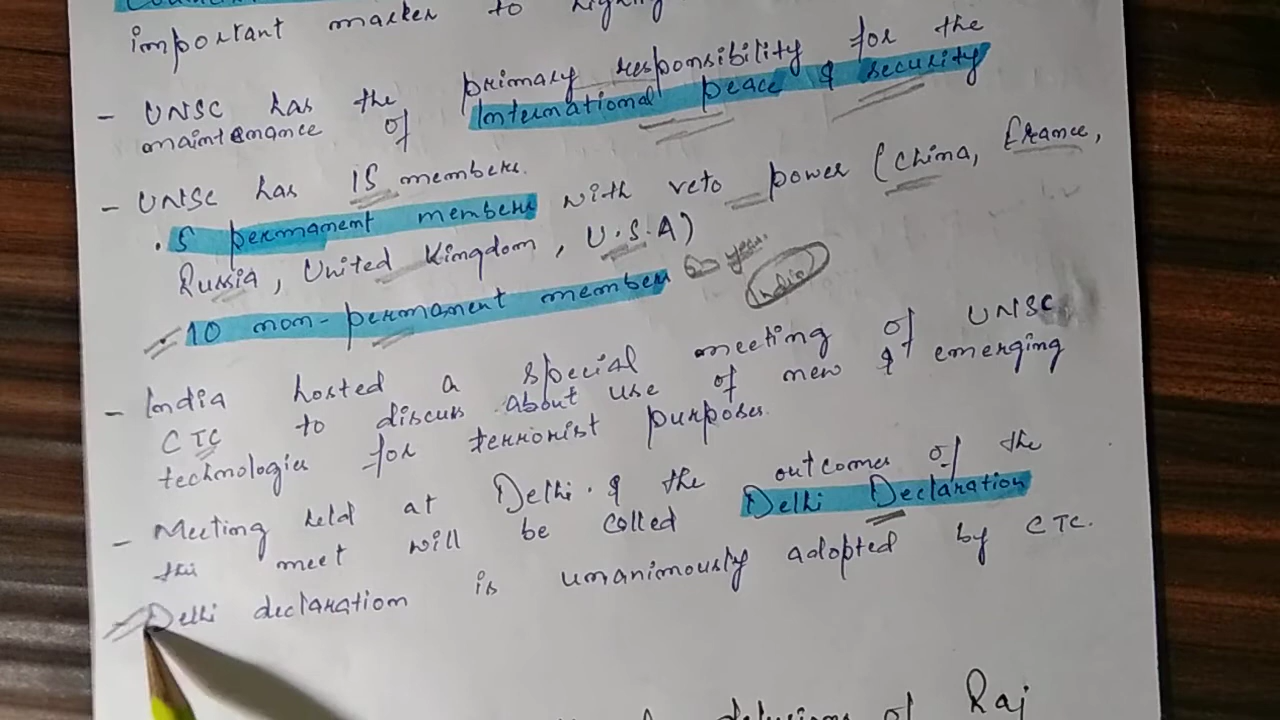 important marker to
- UNSC has the primary responsibility for the
maintenance of International peace & security
- UNSC has 15 members.
. 5 permanent members with veto power (China, France,
Russia, United Kingdom, U.S.A)
. 10 non-permanent members years. India
- India hosted a special meeting of UNSC
CTC to discuss about use of new & emerging
technologies for terrorist purposes.
- Meeting held at Delhi. & the outcomes of the
this meet will be called Delhi Declaration
- Delhi declaration is unanimously adopted by CTC.
of Raj